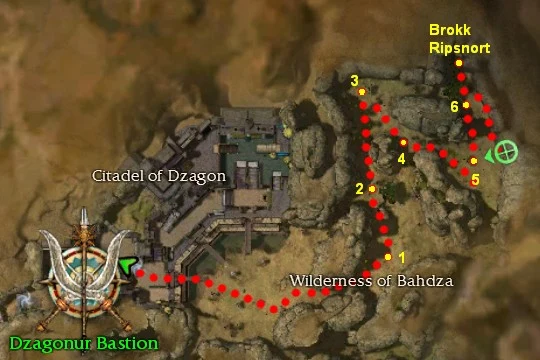 Brokk
Ripsnort
3
6
4
5
Citadel of Dzagon
2
1
Wilderness of Bahdza
Dzagonur Bastion